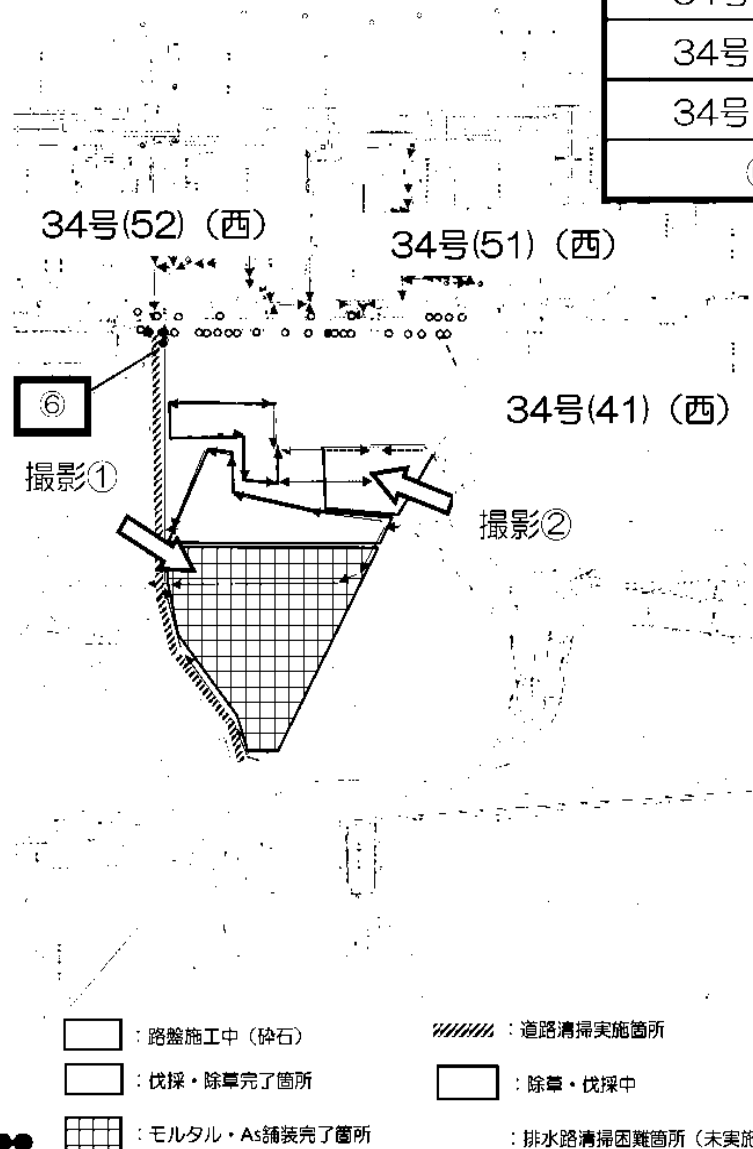 34号
34号
34号(52)（西）
34号(51)（西）
⑥
34号(41)（西）
撮影①
撮影②
：路盤施工中（砕石）
：道路清掃実施箇所
：伐採・除草完了箇所
：除草・伐採中
：モルタル・As舗装完了箇所
：排水路清掃困難箇所（未実施